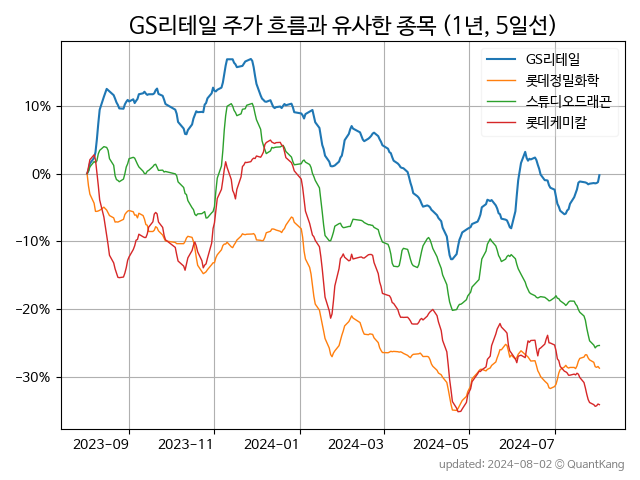 GS리테일 주가 흐름과 유사한 종목 (1년, 5일선)
GS리테일
롯데정밀화학
스튜디오드래곤
롯데케미칼
10%
0%
−10%
−20%
−30%
2023-09
2023-11
2024-01
2024-03
2024-05
2024-07
updated: 2024-08-02 © QuantKang